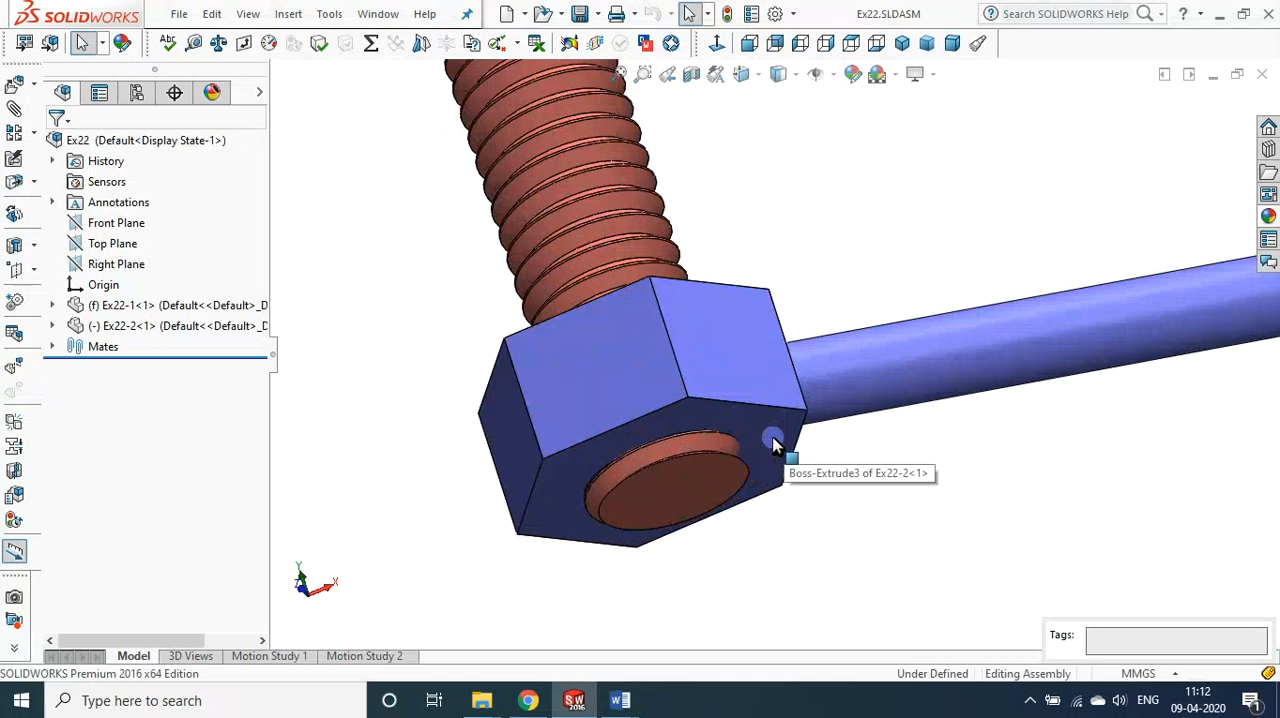 SOLIDWORKS
File Edit View Insert Tools Window Help
Ex22.SLDASM
Search SOLIDWORKS Help
Ex22 (Default<Display State-1>)
History
Sensors
Annotations
Front Plane
Top Plane
Right Plane
Origin
(f) Ex22-1<1> (Default<<Default>_D
(-) Ex22-2<1> (Default<<Default>_D
Mates
Boss-Extrude3 of Ex22-2<1>
Y
X
Z
Tags:
Model 3D Views Motion Study 1 Motion Study 2
SOLIDWORKS Premium 2016 x64 Edition
Under Defined Editing Assembly MMGS
Type here to search
ENG
11:12
09-04-2020